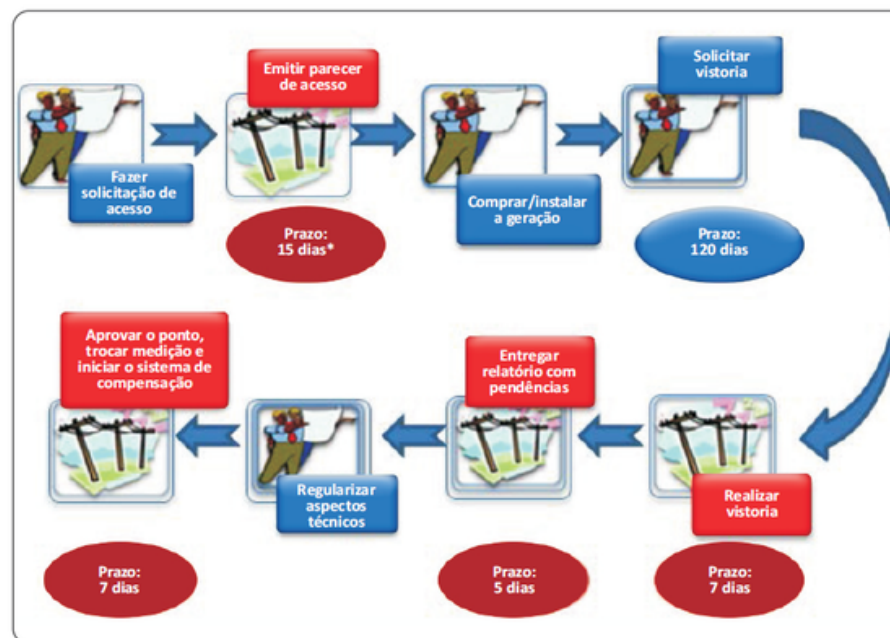 Fazer
solicitação de
acesso
Emitir parecer
de acesso
Prazo:
15 dias*
Comprar/instalar
a geração
Solicitar
vistoria
Prazo:
120 dias
Realizar
vistoria
Prazo:
7 dias
Entregar
relatório com
pendências
Prazo:
5 dias
Regularizar
aspectos
técnicos
Aprovar o ponto,
trocar medição e
iniciar o sistema de
compensação
Prazo:
7 dias